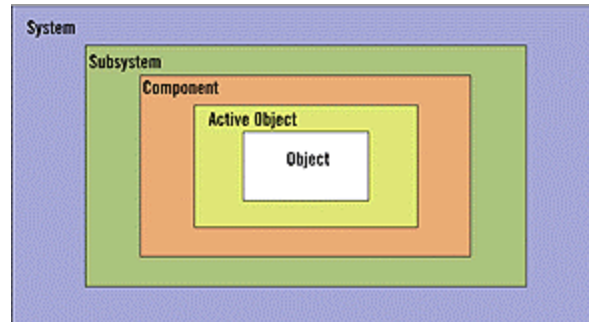 System
Subsystem
Component
Active Object
Object